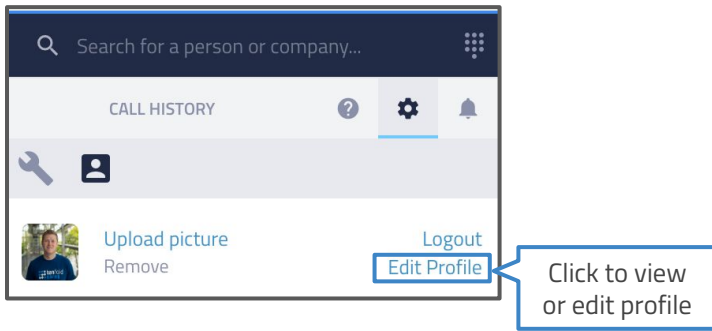 Search for a person or company...
CALL HISTORY
Upload picture
Logout
Remove
Edit Profile
Click to view
or edit profile